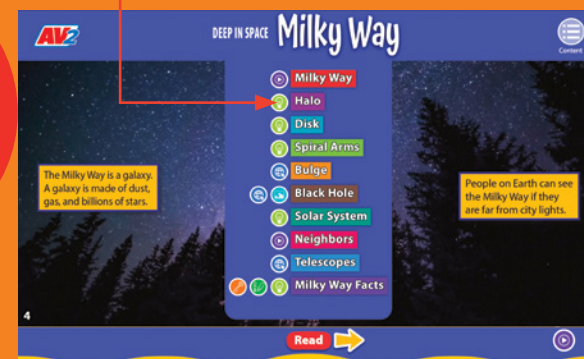 AV2
DEEP IN SPACE Milky Way
Content
Milky Way
Halo
Disk
Spiral Arms
Bulge
Black Hole
Solar System
Neighbors
Telescopes
Milky Way Facts
The Milky Way is a galaxy.
A galaxy is made of dust,
gas, and billions of stars.
People on Earth can see
the Milky Way if they
are far from city lights.
4
Read